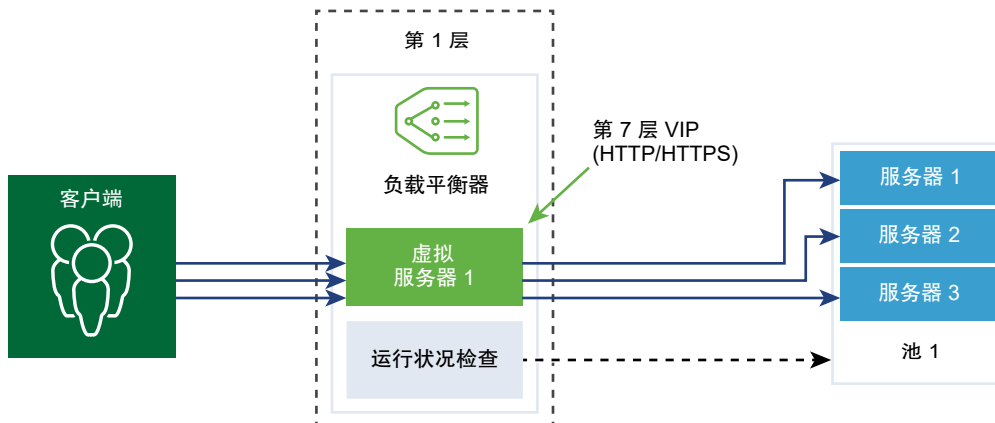 第 1 层
负载平衡器
第 7 层 VIP
(HTTP/HTTPS)
客户端
虚拟
服务器 1
运行状况检查
服务器 1
服务器 2
服务器 3
池 1